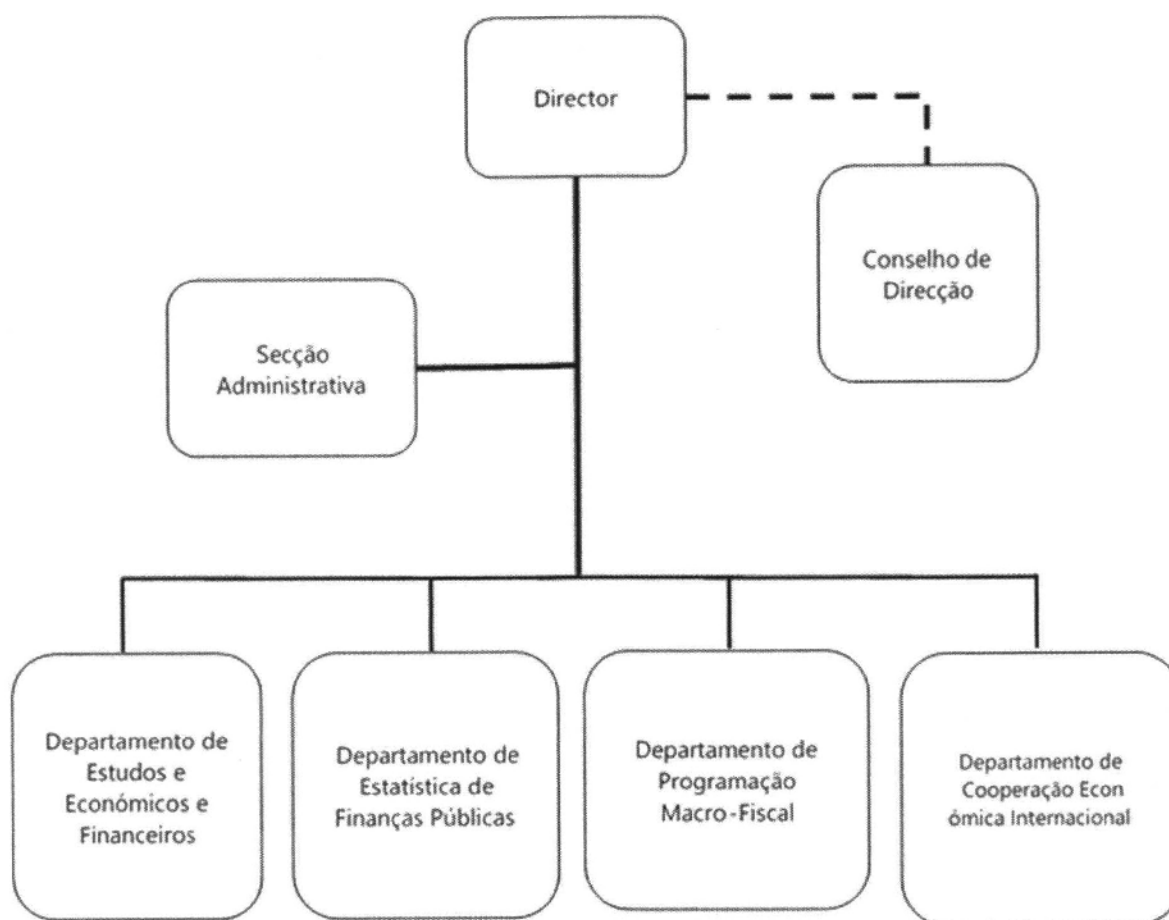 Director
Conselho de
Direcção
Secção
Administrativa
Departamento de
Estudos e
Económicos e
Financeiros
Departamento de
Estatística de
Finanças Públicas
Departamento de
Programação
Macro-Fiscal
Departamento de
Cooperação Econ
ómica Internacional